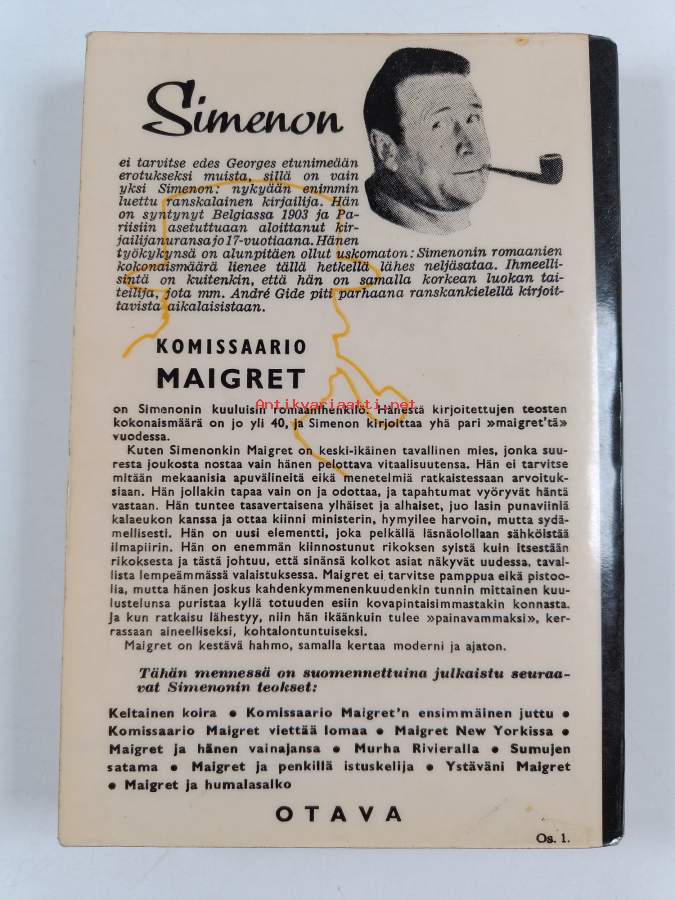 Simenon
ei tarvitse edes Georges etunimeään
erotukseksi muista, sillä on vain
yksi Simenon: nykyään enimmin
luettu ranskalainen kirjailija. Hän
on syntynyt Belgiassa 1903 ja Pa-
riisiin asetuttuaan aloittanut kir-
jailijanuransa jo 17-vuotiaana. Hänen
työkykynsä on alunpitäen ollut uskomaton: Simenonin romaanien
kokonaismäärä lienee tällä hetkellä lähes neljäsataa. Ihmeelli-
sintä on kuitenkin, että hän on samalla korkean luokan tai-
teilija, jota mm. André Gide piti parhaana ranskankielellä kirjoit-
tavista aikalaisistaan.
KOMISSAARIO
MAIGRET
Antikvariaatti.net
on Simenonin kuuluisin romaanihenkilö. Hänestä kirjoitettujen teosten
kokonaismäärä on jo yli 40, ja Simenon kirjoittaa yhä pari »maigret'tä»
vuodessa.
Kuten Simenonkin Maigret on keski-ikäinen tavallinen mies, jonka suu-
resta joukosta nostaa vain hänen pelottava vitaalisuutensa. Hän ei tarvitse
mitään mekaanisia apuvälineitä eikä menetelmiä ratkaistessaan arvoituk-
siaan. Hän jollakin tapaa vain on ja odottaa, ja tapahtumat vyöryvät häntä
vastaan. Hän tuntee tasavertaisena ylhäiset ja alhaiset, juo lasin punaviiniä
kalaeukon kanssa ja ottaa kiinni ministerin, hymyilee harvoin, mutta sydä-
mellisesti. Hän on uusi elementti, joka pelkällä läsnäolollaan sähköistää
ilmapiirin. Hän on enemmän kiinnostunut rikoksen syistä kuin itsestään
rikoksesta ja tästä johtuu, että sinänsä kolkot asiat näkyvät uudessa, taval-
lista lempeämmässä valaistuksessa. Maigret ei tarvitse pamppua eikä pistoo-
lia, mutta hänen joskus kahdenkymmenenkuudenkin tunnin mittainen kuu-
lustelunsa puristaa kyllä totuuden esiin kovapintaisimmastakin konnasta.
Ja kun ratkaisu lähestyy, niin hän ikäänkuin tulee »painavammaksi», ker-
rassaan aineelliseksi, kohtalontuntuiseksi.
Maigret on kestävä hahmo, samalla kertaa moderni ja ajaton.
Tähän mennessä on suomennettuina julkaistu seuraa-
vat Simenonin teokset:
Keltainen koira • Komissaario Maigret'n ensimmäinen juttu •
Komissaario Maigret viettää lomaa • Maigret New Yorkissa •
Maigret ja hänen vainajansa • Murha Rivieralla • Sumujen
satama • Maigret ja penkillä istuskelija • Ystäväni Maigret
• Maigret ja humalasalko
OTAVA
Os. 1.